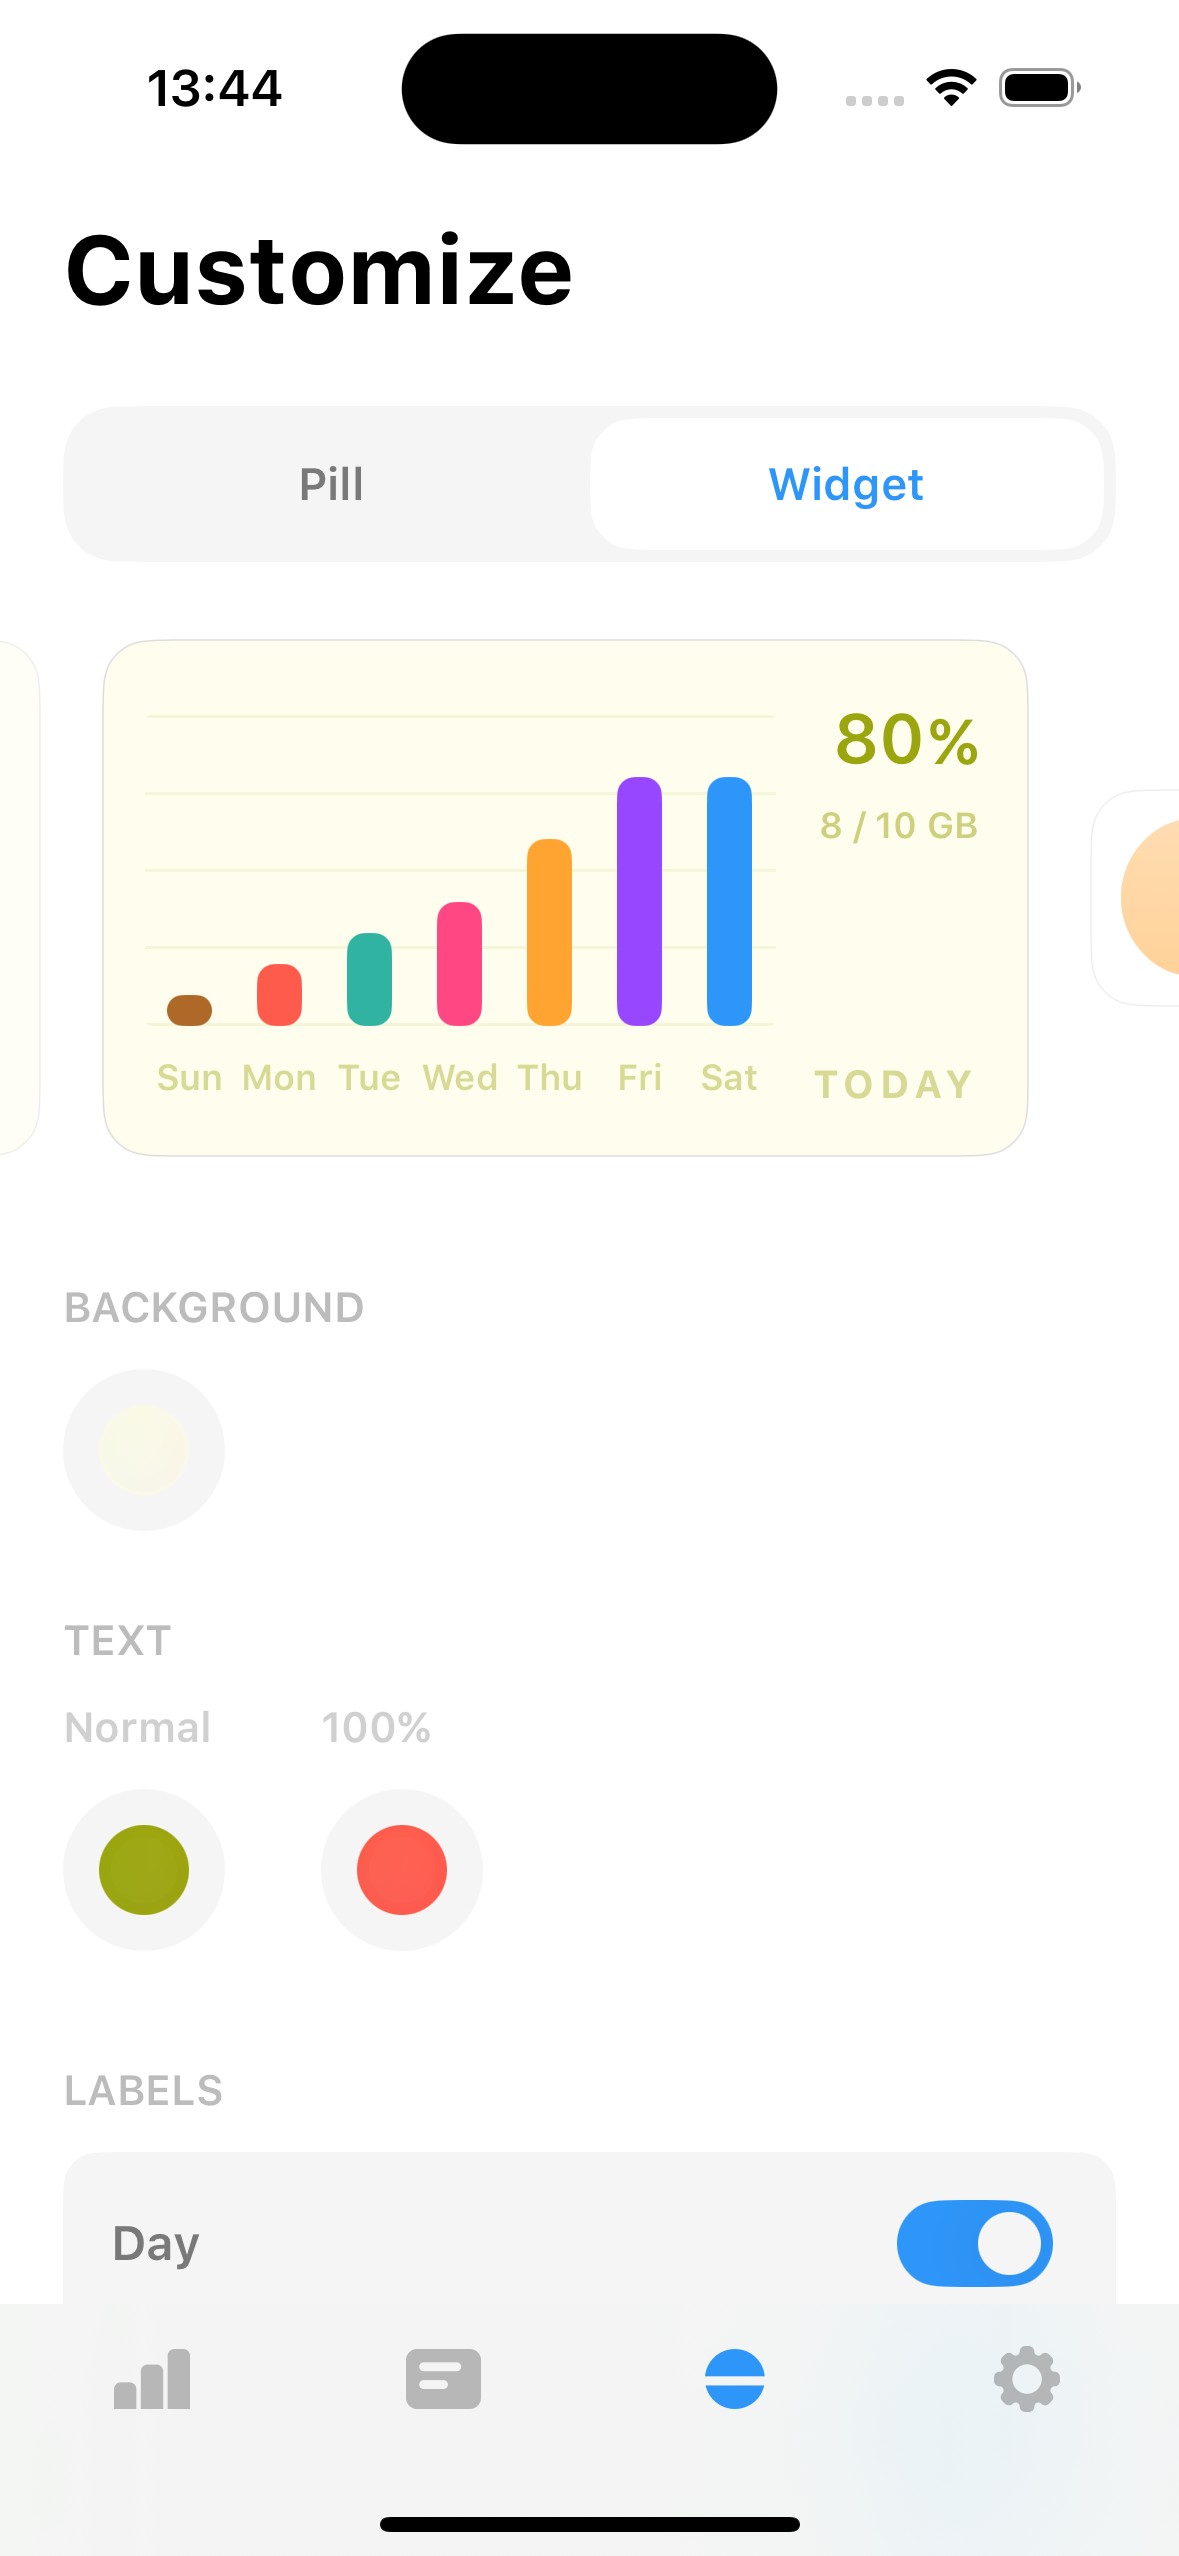 13:44
Customize
Pill
Widget
80%
8 / 10 GB
Sun Mon Tue Wed Thu Fri Sat
TODAY
BACKGROUND
TEXT
Normal
100%
LABELS
Day